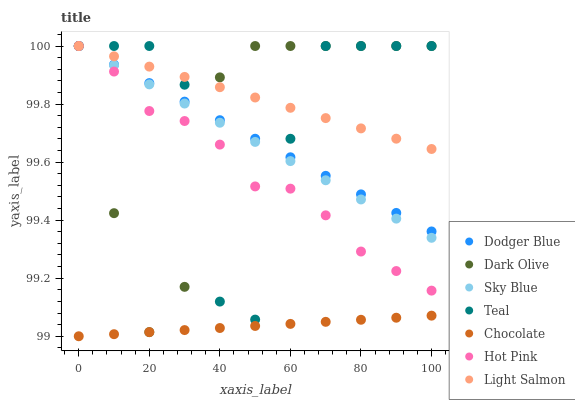 title
yaxis_label
100
99.8
99.6
99.4
99.2
99
0
20
40
60
80
100
xaxis_label
Dodger Blue
Dark Olive
Sky Blue
Teal
Chocolate
Hot Pink
Light Salmon